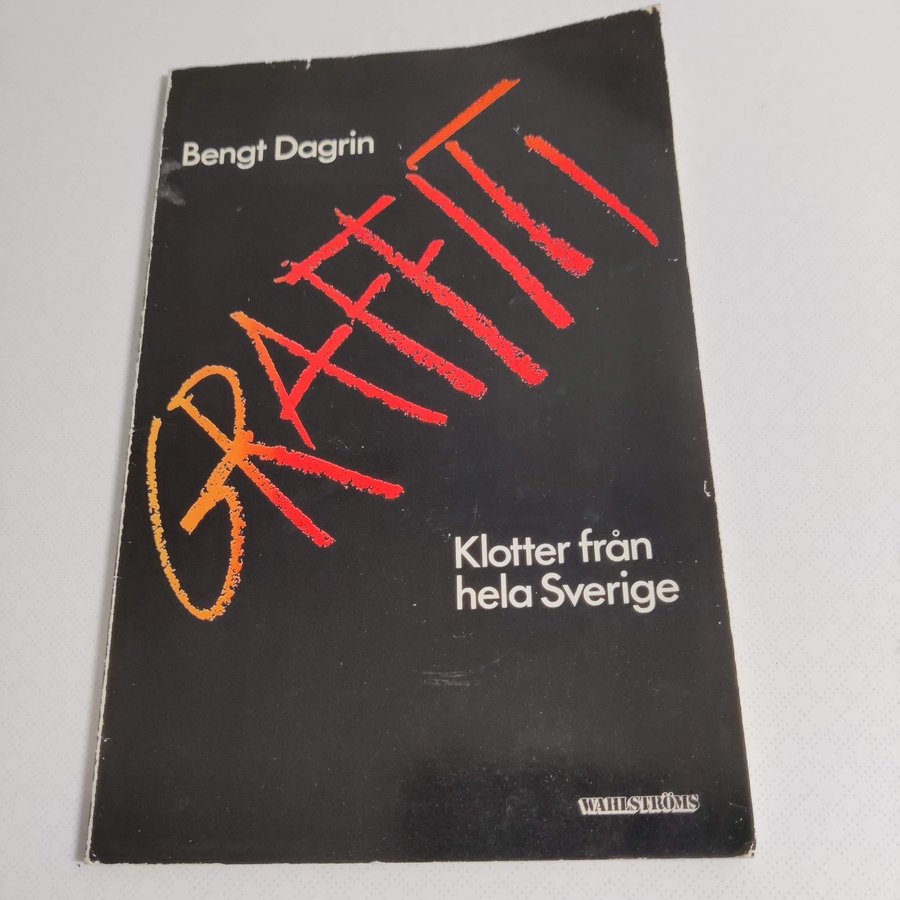 Bengt Dagrin
GRAFFITI
Klotter från
hela Sverige
WAHLSTRÖMS